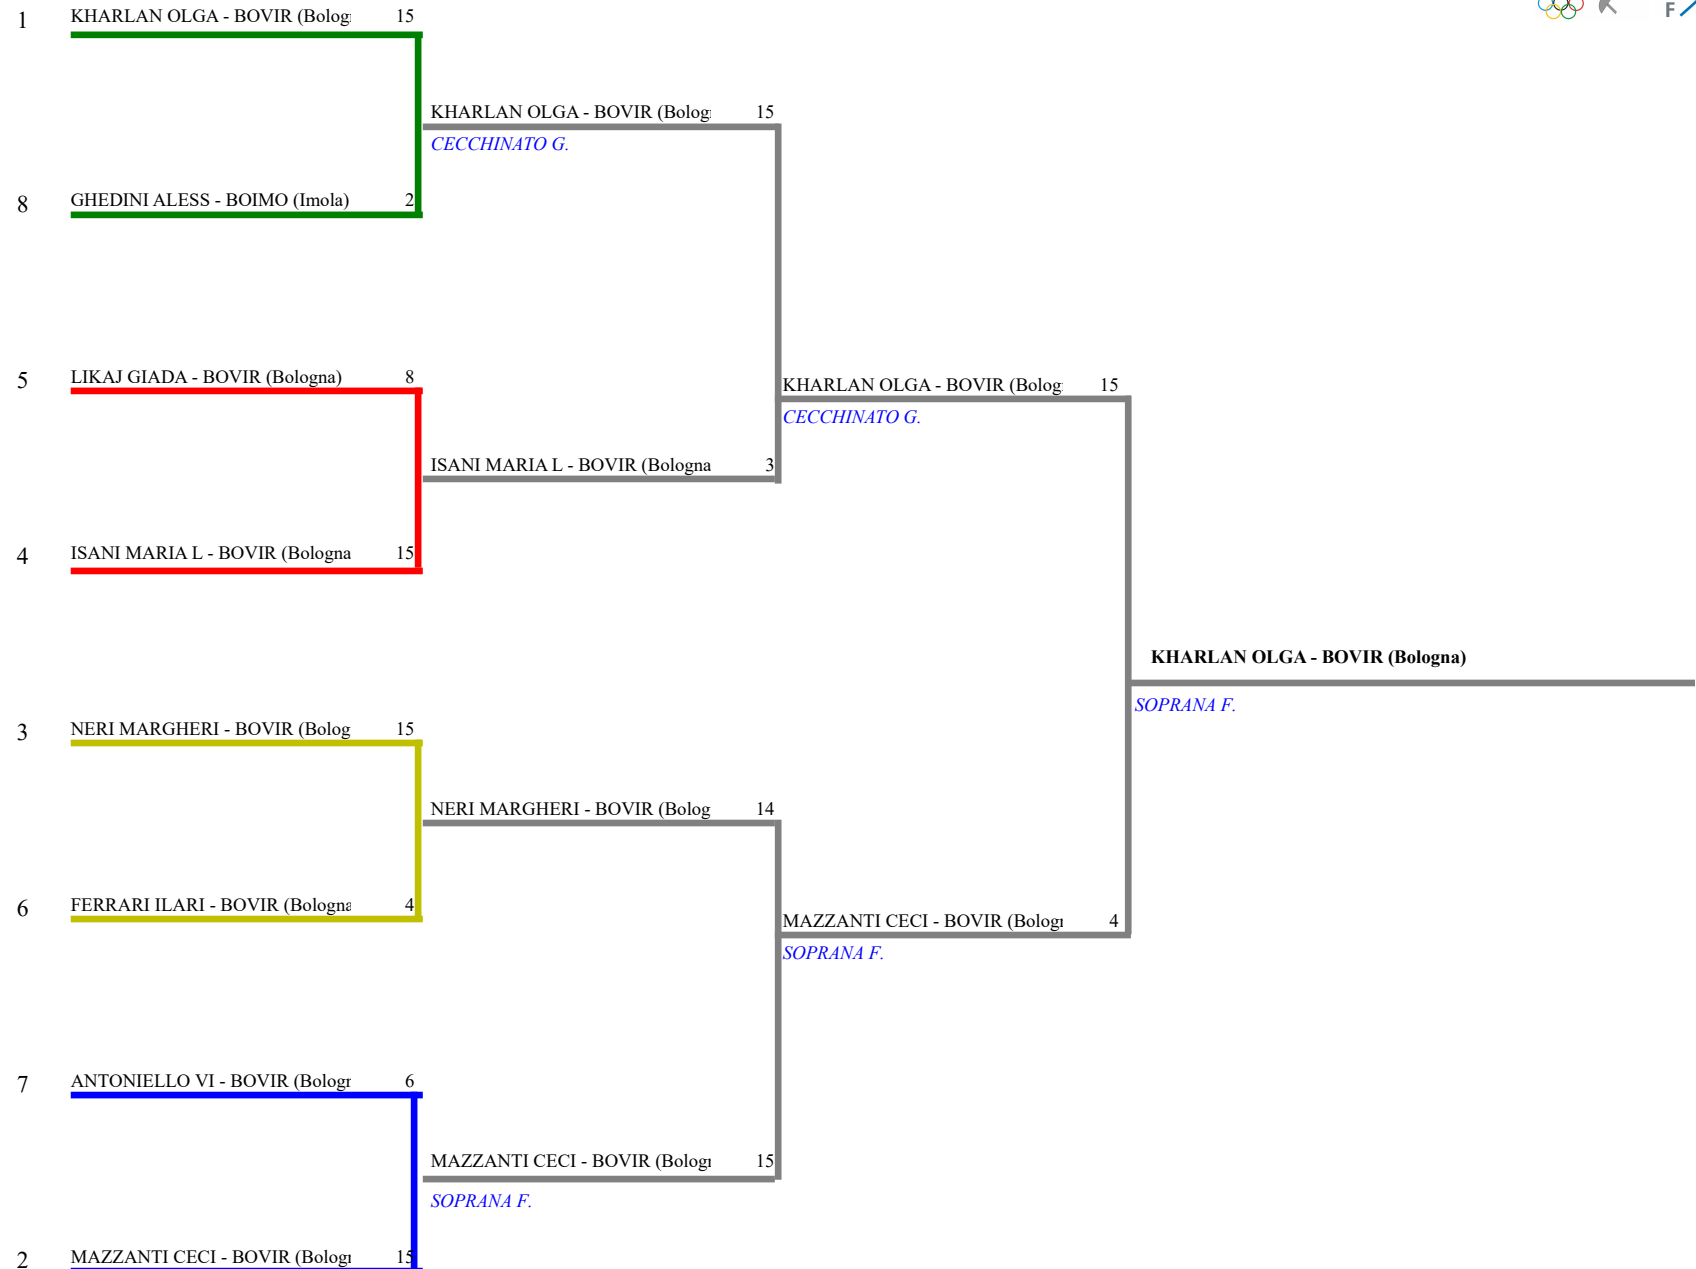 1 KHARLAN OLGA - BOVIR (Bolog 15
F
KHARLAN OLGA - BOVIR (Bolog 15
CECCHINATO G.
8 GHEDINI ALESS - BOIMO (Imola) 2
5 LIKAJ GIADA - BOVIR (Bologna) 8
KHARLAN OLGA - BOVIR (Bolog 15
CECCHINATO G.
ISANI MARIA L - BOVIR (Bologna 3
4 ISANI MARIA L - BOVIR (Bologna 15
KHARLAN OLGA - BOVIR (Bologna)
SOPRANA F.
3 NERI MARGHERI - BOVIR (Bolog 15
NERI MARGHERI - BOVIR (Bolog 14
6 FERRARI ILARI - BOVIR (Bologna 4
MAZZANTI CECI - BOVIR (Bologn 4
SOPRANA F.
7 ANTONIELLO VI - BOVIR (Bologn 6
MAZZANTI CECI - BOVIR (Bologn 15
SOPRANA F.
2 MAZZANTI CECI - BOVIR (Bologn 15